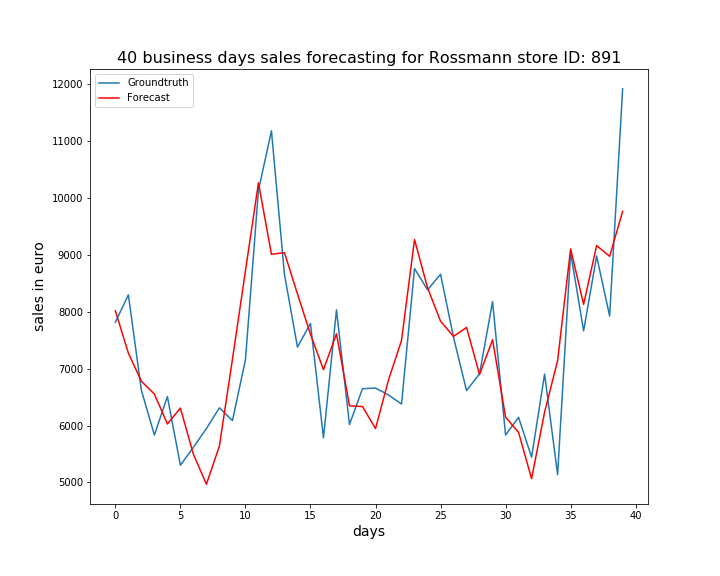 40 business days sales forecasting for Rossmann store ID: 891
Groundtruth
Forecast
12000
11000
10000
9000
8000
7000
6000
5000
sales in euro
0 5 10 15 20 25 30 35 40
days